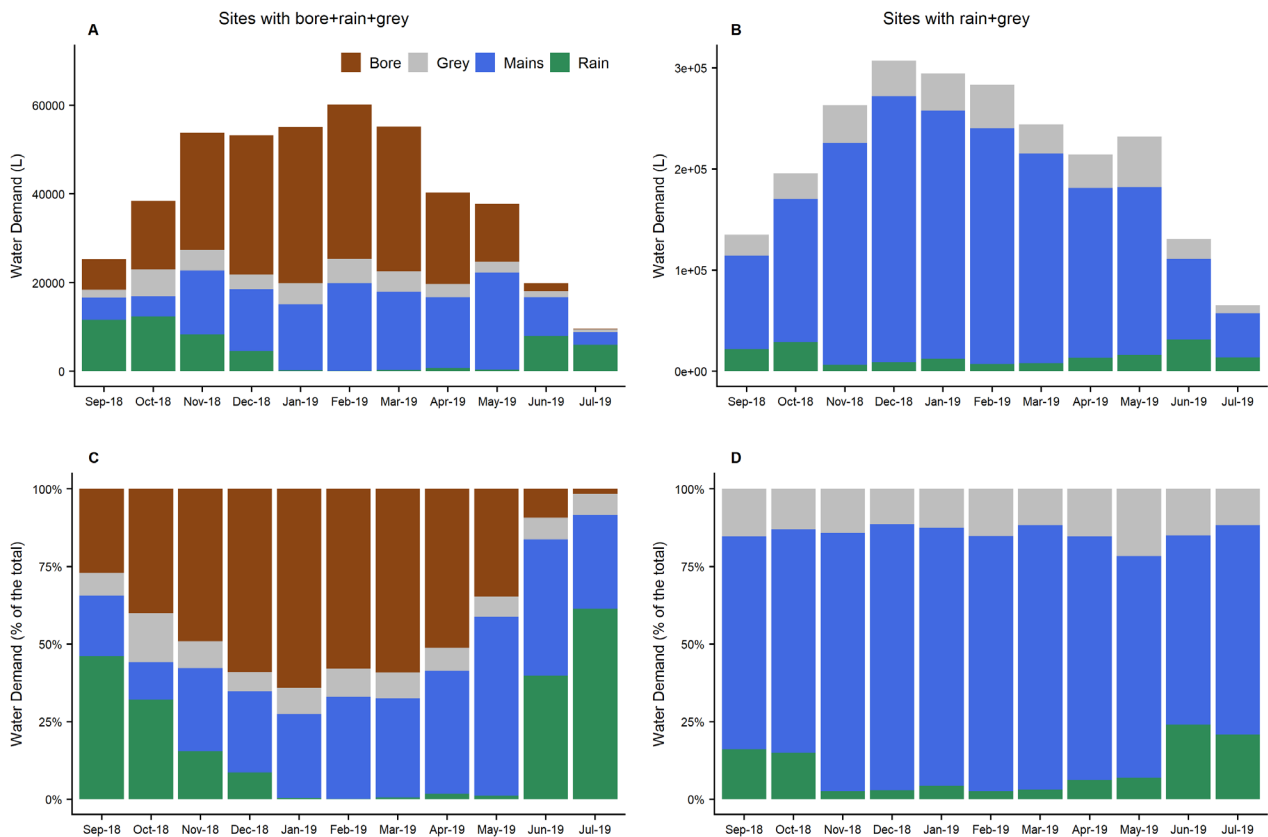 Sites with bore+rain+grey
A
Bore Grey Mains Rain
Water Demand (L)
60000
40000
20000
0
Sep-18 Oct-18 Nov-18 Dec-18 Jan-19 Feb-19 Mar-19 Apr-19 May-19 Jun-19 Jul-19
Sites with rain+grey
B
Water Demand (L)
3e+05
2e+05
1e+05
0e+00
Sep-18 Oct-18 Nov-18 Dec-18 Jan-19 Feb-19 Mar-19 Apr-19 May-19 Jun-19 Jul-19
C
Water Demand (% of the total)
100%
75%
50%
25%
0%
Sep-18 Oct-18 Nov-18 Dec-18 Jan-19 Feb-19 Mar-19 Apr-19 May-19 Jun-19 Jul-19
D
Water Demand (% of the total)
100%
75%
50%
25%
0%
Sep-18 Oct-18 Nov-18 Dec-18 Jan-19 Feb-19 Mar-19 Apr-19 May-19 Jun-19 Jul-19